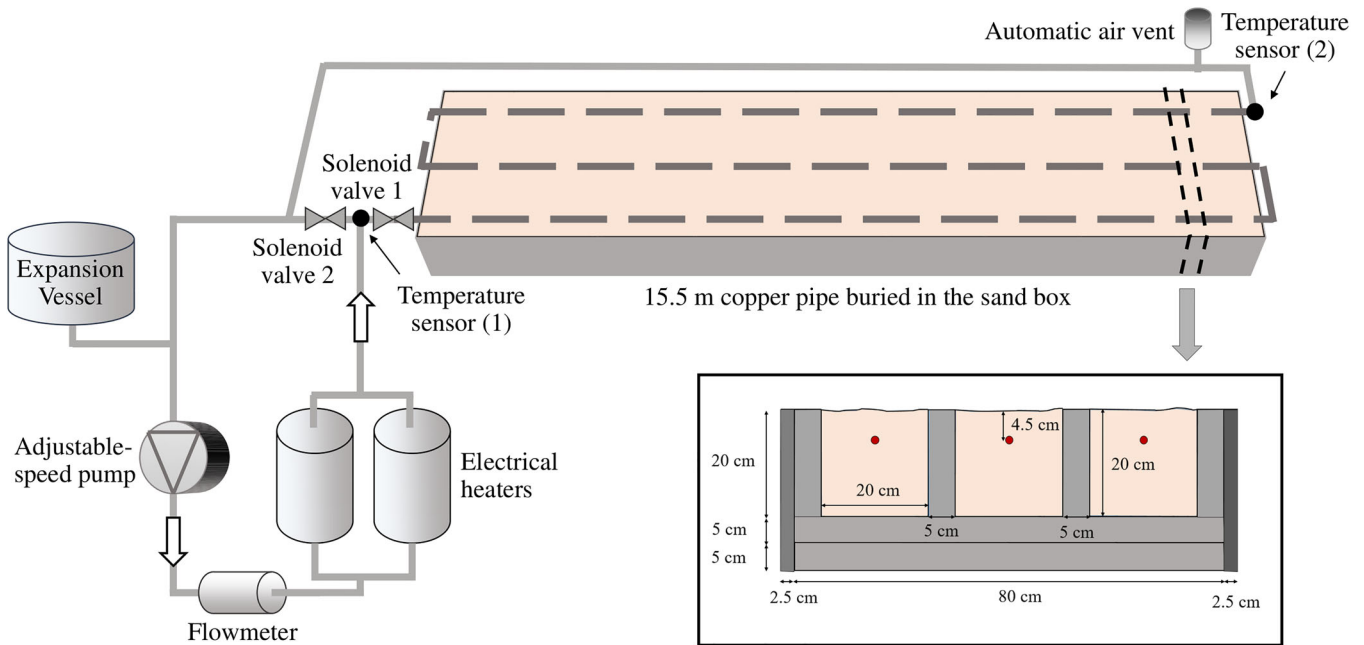 Automatic air vent
Temperature
sensor (2)
Solenoid
valve 1
Solenoid
valve 2
Temperature
sensor (1)
Expansion
Vessel
15.5 m copper pipe buried in the sand box
Adjustable-
speed pump
Electrical
heaters
Flowmeter
4.5 cm
20 cm
20 cm
20 cm
5 cm
5 cm
5 cm
5 cm
2.5 cm
80 cm
2.5 cm